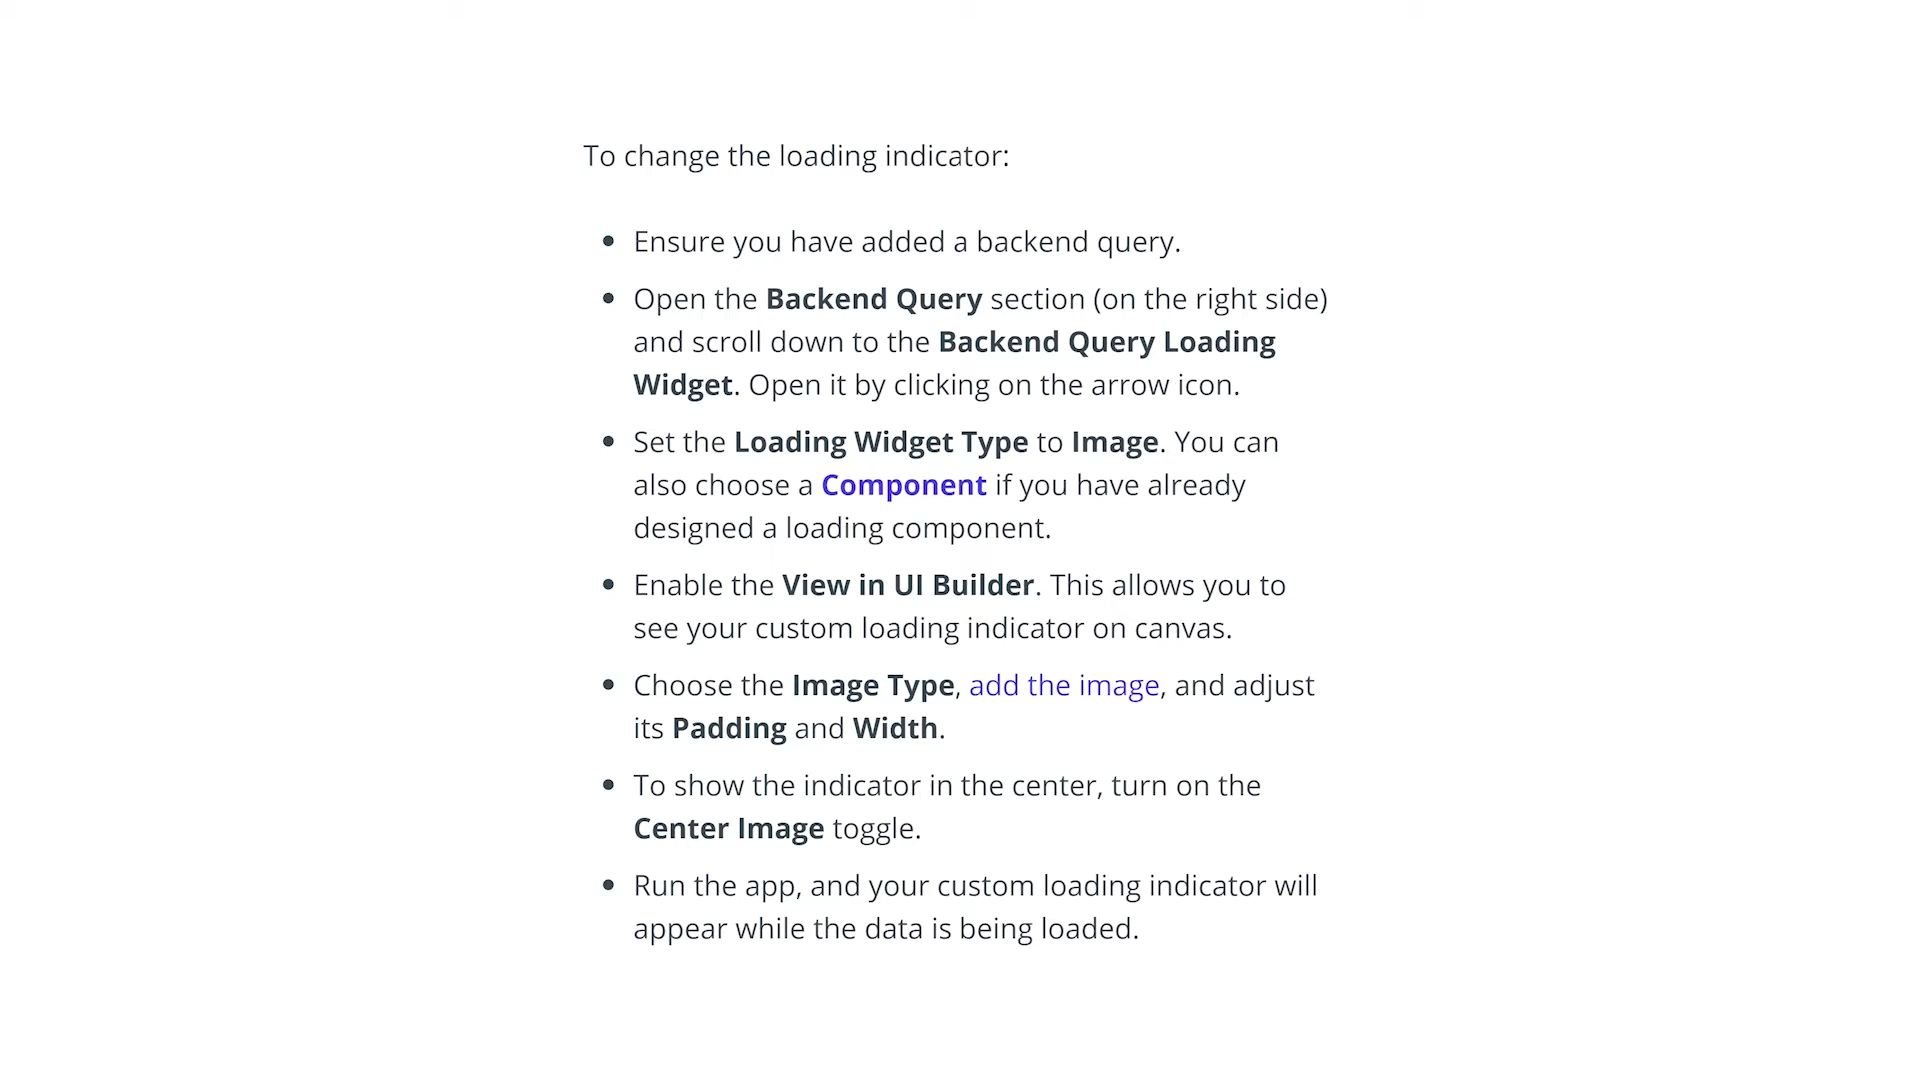 To change the loading indicator:
• Ensure you have added a backend query.
• Open the Backend Query section (on the right side)
and scroll down to the Backend Query Loading
Widget. Open it by clicking on the arrow icon.
• Set the Loading Widget Type to Image. You can
also choose a Component if you have already
designed a loading component.
• Enable the View in UI Builder. This allows you to
see your custom loading indicator on canvas.
• Choose the Image Type, add the image, and adjust
its Padding and Width.
• To show the indicator in the center, turn on the
Center Image toggle.
• Run the app, and your custom loading indicator will
appear while the data is being loaded.